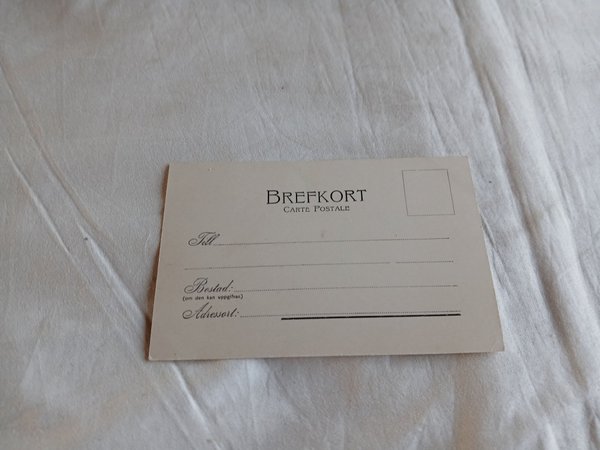 BREFKORT
CARTE POSTALE
Till
Bostad:
(om den kan uppgifvas)
Adressort: